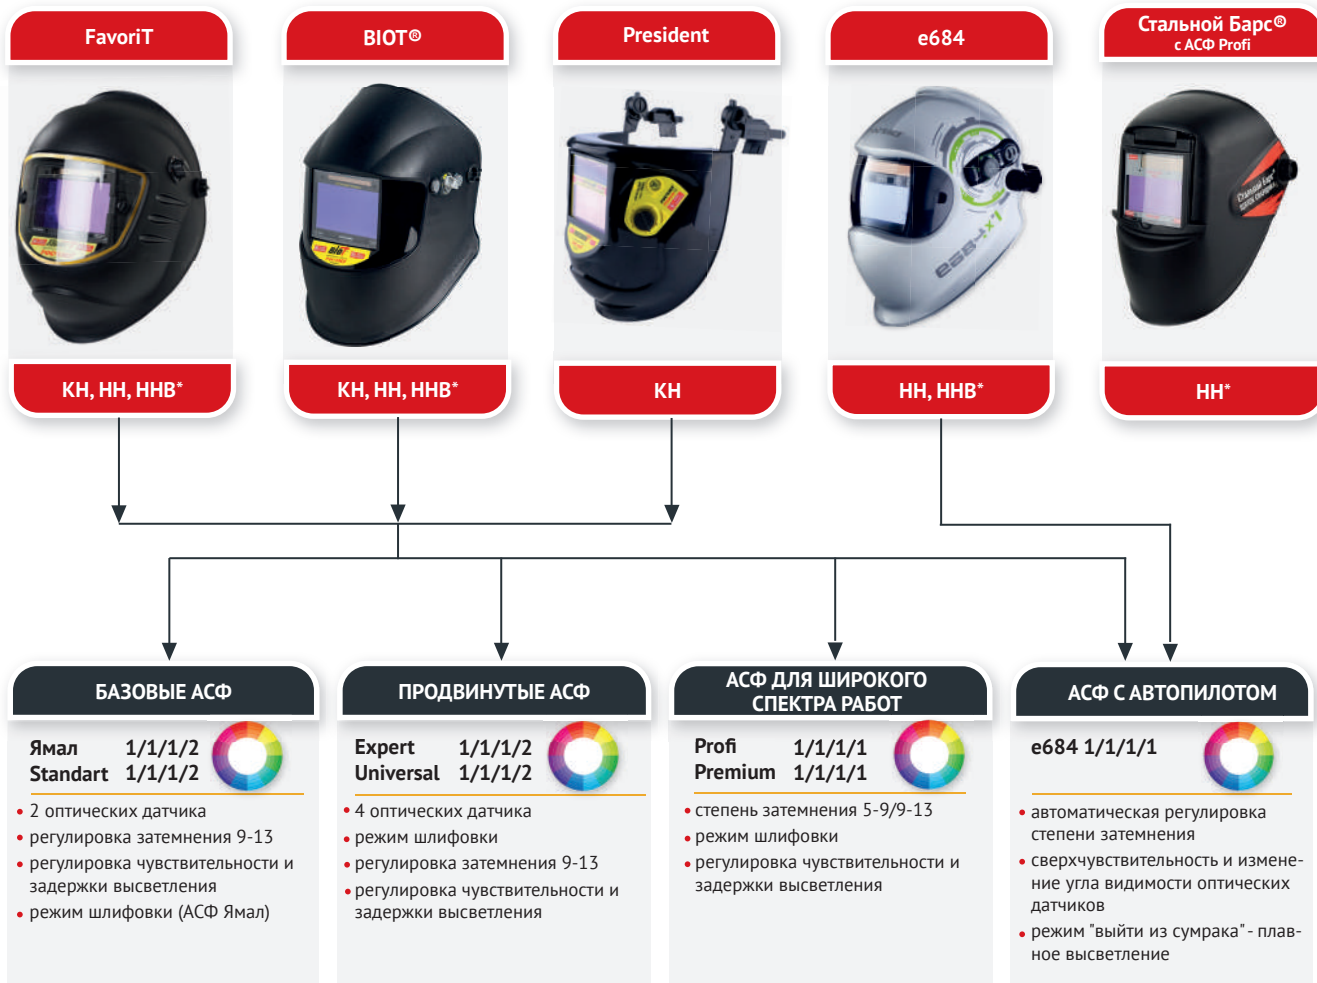 FavoriT
ВIОТ®
President
e684
Стальной Барс®
с АСФ Profi
Стальной Барс®
КН, НН, ННВ*
КН, НН, ННВ*
КН
НН, ННВ*
НН*
БАЗОВЫЕ АСФ
Ямал 1/1/1/2
Standart 1/1/1/2
• 2 оптических датчика
• регулировка затемнения 9-13
• регулировка чувствительности и
задержки высветления
• режим шлифовки (АСФ Ямал)
ПРОДВИНУТЫЕ АСФ
Expert 1/1/1/2
Universal 1/1/1/2
• 4 оптических датчика
• режим шлифовки
• регулировка затемнения 9-13
• регулировка чувствительности и
задержки высветления
АСФ ДЛЯ ШИРОКОГО
СПЕКТРА РАБОТ
Profi 1/1/1/1
Premium 1/1/1/1
• степень затемнения 5-9/9-13
• режим шлифовки
• регулировка чувствительности и
задержки высветления
АСФ С АВТОПИЛОТОМ
e684 1/1/1/1
• автоматическая регулировка
степени затемнения
• сверхчувствительность и измене-
ние угла видимости оптических
датчиков
• режим "выйти из сумрака" - плав-
ное высветление